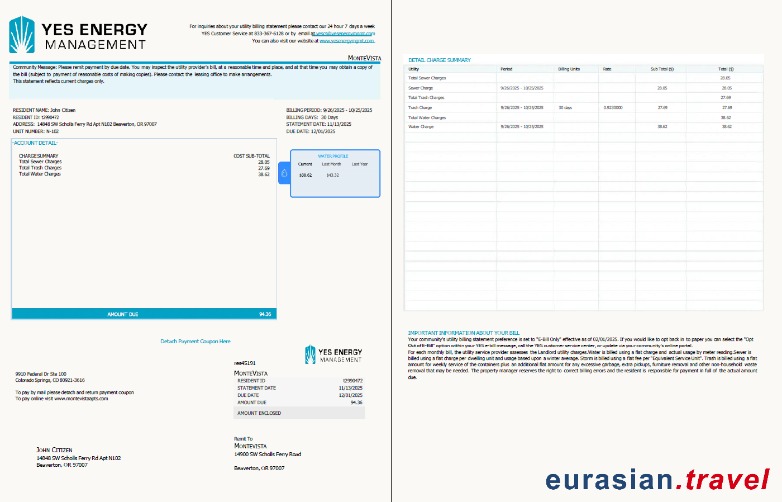 YES ENERGY
MANAGEMENT
For inquiries about your utility billing statement please contact our 24 hour 7 days a week
YES Customer Service at 833-367-6128 or by email at
You can also visit our website at www.yesenergymgmt.com.
MONTEVISTA
Community Message: Please remit payment by due date. You may inspect the utility provider's bill, at a reasonable time and place, and at that time you may obtain a copy of
the bill (subject to payment of reasonable costs of making copies). Please contact the leasing office to make arrangements.
This statement reflects current charges only.
RESIDENT NAME: John Citizen
RESIDENT ID: t2990473
ADDRESS: 14848 SW Scholls Ferry Rd Apt N102 Beaverton, OR 97007
UNIT NUMBER: N-102
BILLING PERIOD: 9/26/2025 - 10/25/2025
BILLING DAYS: 30 Days
STATEMENT DATE: 11/13/2025
DUE DATE: 12/01/2025
ACCOUNT DETAIL
CHARGE SUMMARY COST SUB-TOTAL
Total Sewer Charges 28.05
Total Trash Charges 27.69
Total Water Charges 38.62
WATER PROFILE
Current Last Month Last Year
$38.62
AMOUNT DUE 94.36
Detach Payment Coupon Here
YES ENERGY
MANAGEMENT
9910 Federal Dr Ste 100
Colorado Springs, CO 80921-3616
To pay by mail please detach and return payment coupon
To pay online visit www.montevistaapts.com
MONTEVISTA
RESIDENT ID t2990473
STATEMENT DATE 11/13/2025
DUE DATE 12/01/2025
AMOUNT DUE 94.36
AMOUNT ENCLOSED
Remit To
MONTEVISTA
14900 SW Scholls Ferry Road
Beaverton, OR 97007
JOHN CITIZEN
14848 SW Scholls Ferry Rd Apt N102
Beaverton, OR 97007
DETAIL CHARGE SUMMARY
Utility Period Billing Units Rate Sub Total ($) Total ($)
Total Sewer Charges 28.05
Sewer Charge 9/26/2025 - 10/25/2025 28.05 28.05
Total Trash Charges 27.69
Trash Charge 9/26/2025 - 10/25/2025 30 days 27.69 27.69
Total Water Charges 38.62
Water Charge 9/26/2025 - 10/25/2025 38.62 38.62
IMPORTANT INFORMATION ABOUT YOUR BILL
Your community's utility billing statement preference is set to "E-Bill Only" effective as of 02/01/2025. If you would like to opt back in to paper you can select the "Opt
Out of E-Bill" option within your YES e-bill message, call the YES customer service center, or update via your community's online portal.
For each monthly bill, the utility service provider assesses the Landlord utility charges. Water is billed using a flat charge and actual usage by meter reading. Sewer is
billed using a flat charge per dwelling unit and usage based upon a winter average. Storm is billed using a flat fee per "Equivalent Service Unit". Trash is billed using a flat
amount for weekly service of the containers plus an additional flat amount for any excessive garbage, extra pickups, furniture removal and other non-household waste
removal that may be needed. The property manager reserves the right to correct billing errors and the resident is responsible for payment in full of the actual amount
due.
eurasian.travel